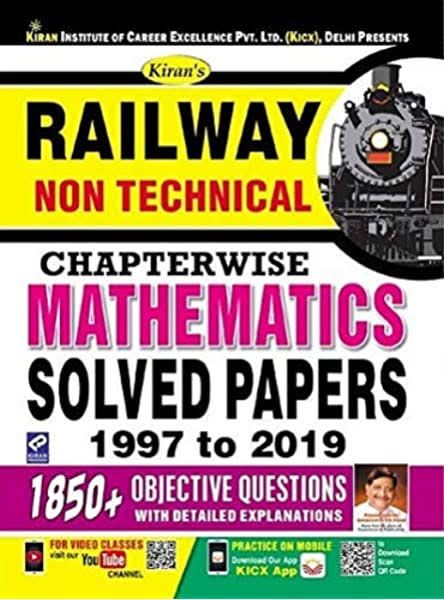 KIRAN INSTITUTE OF CAREER EXCELLENCE PVT. LTD. (KICX), DELHI PRESENTS
Kiran's
RAILWAY
NON TECHNICAL
CHAPTERWISE
MATHEMATICS
SOLVED PAPERS
1997 to 2019
KIRAN
1850+ OBJECTIVE QUESTIONS
WITH DETAILED EXPLANATIONS
FOR VIDEO CLASSES
visit our YouTube
CHANNEL
PRACTICE ON MOBILE
Download Our App
KICX App
to
Download
Scan
QR Code